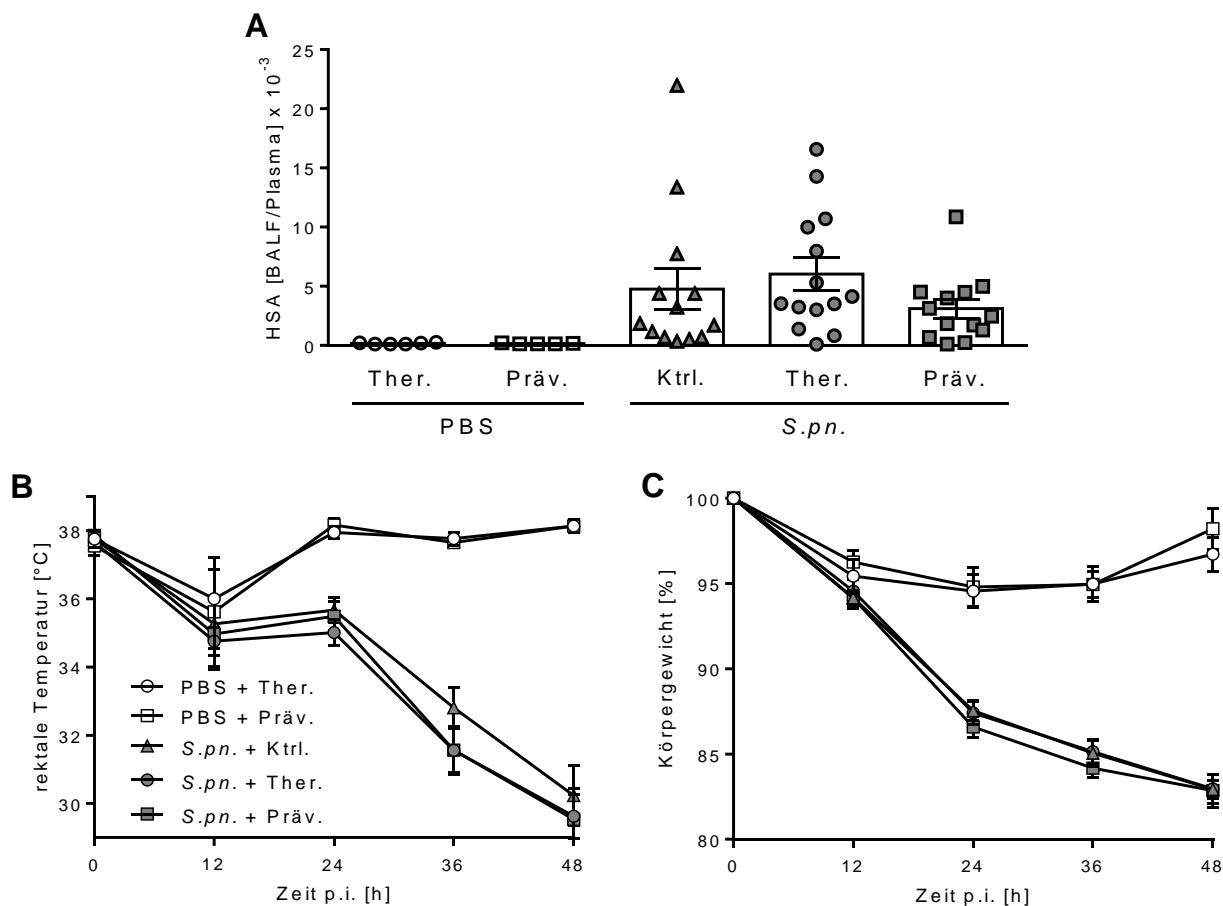 A
HSA [BALF/Plasma] x 10⁻³
25
20
15
10
5
0
Ther. Präv. Ktrl. Ther. Präv.
PBS S.pn.
B
rektale Temperatur [°C]
38
36
34
32
30
PBS + Ther.
PBS + Präv.
S.pn. + Ktrl.
S.pn. + Ther.
S.pn. + Präv.
0 12 24 36 48
Zeit p.i. [h]
C
Körpergewicht [%]
100
95
90
85
80
0 12 24 36 48
Zeit p.i. [h]